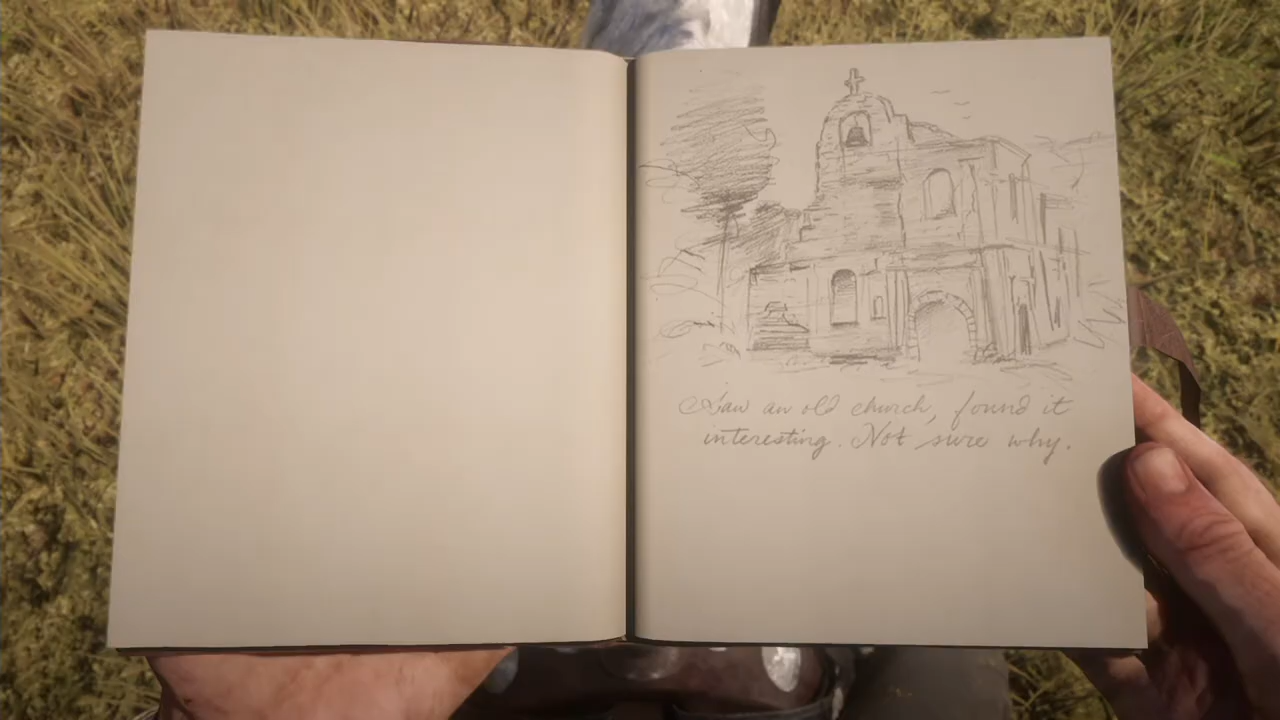 Saw an old church, found it
interesting. Not sure why.